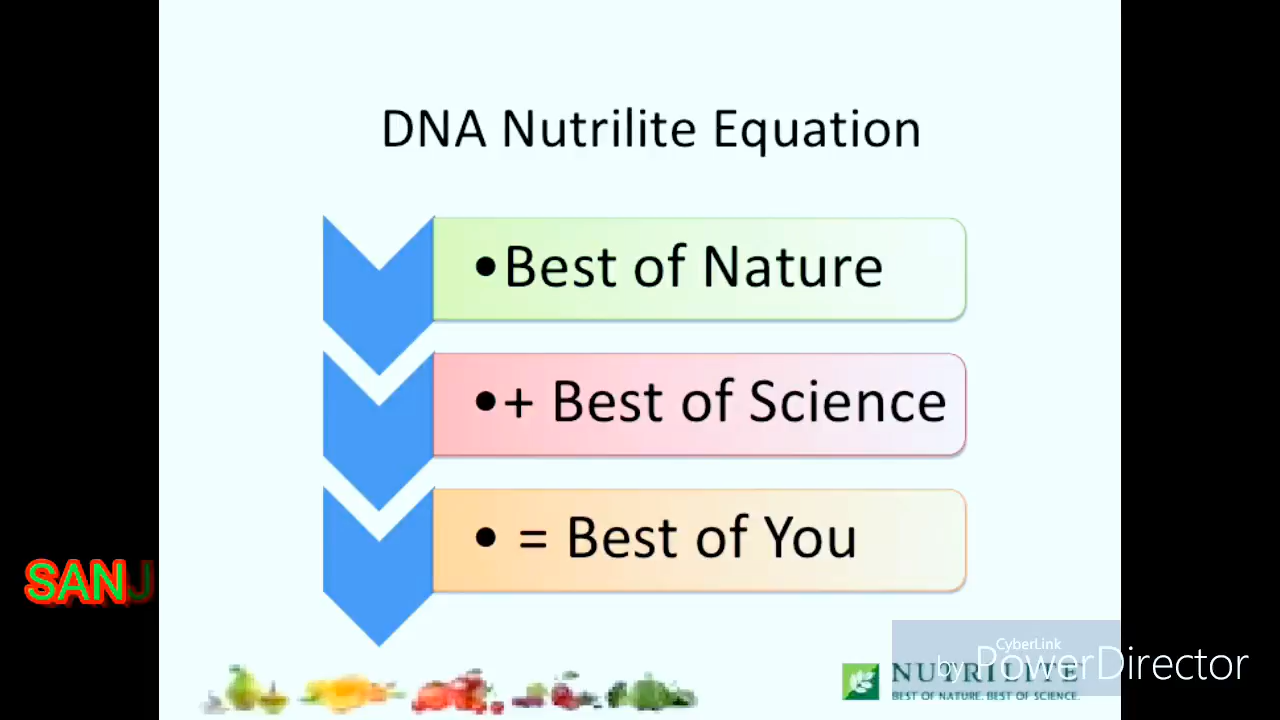 DNA Nutrilite Equation
•Best of Nature
•+ Best of Science
• = Best of You
SANJ
CyberLink
by PowerDirector
NUTRILITE
BEST OF NATURE. BEST OF SCIENCE.